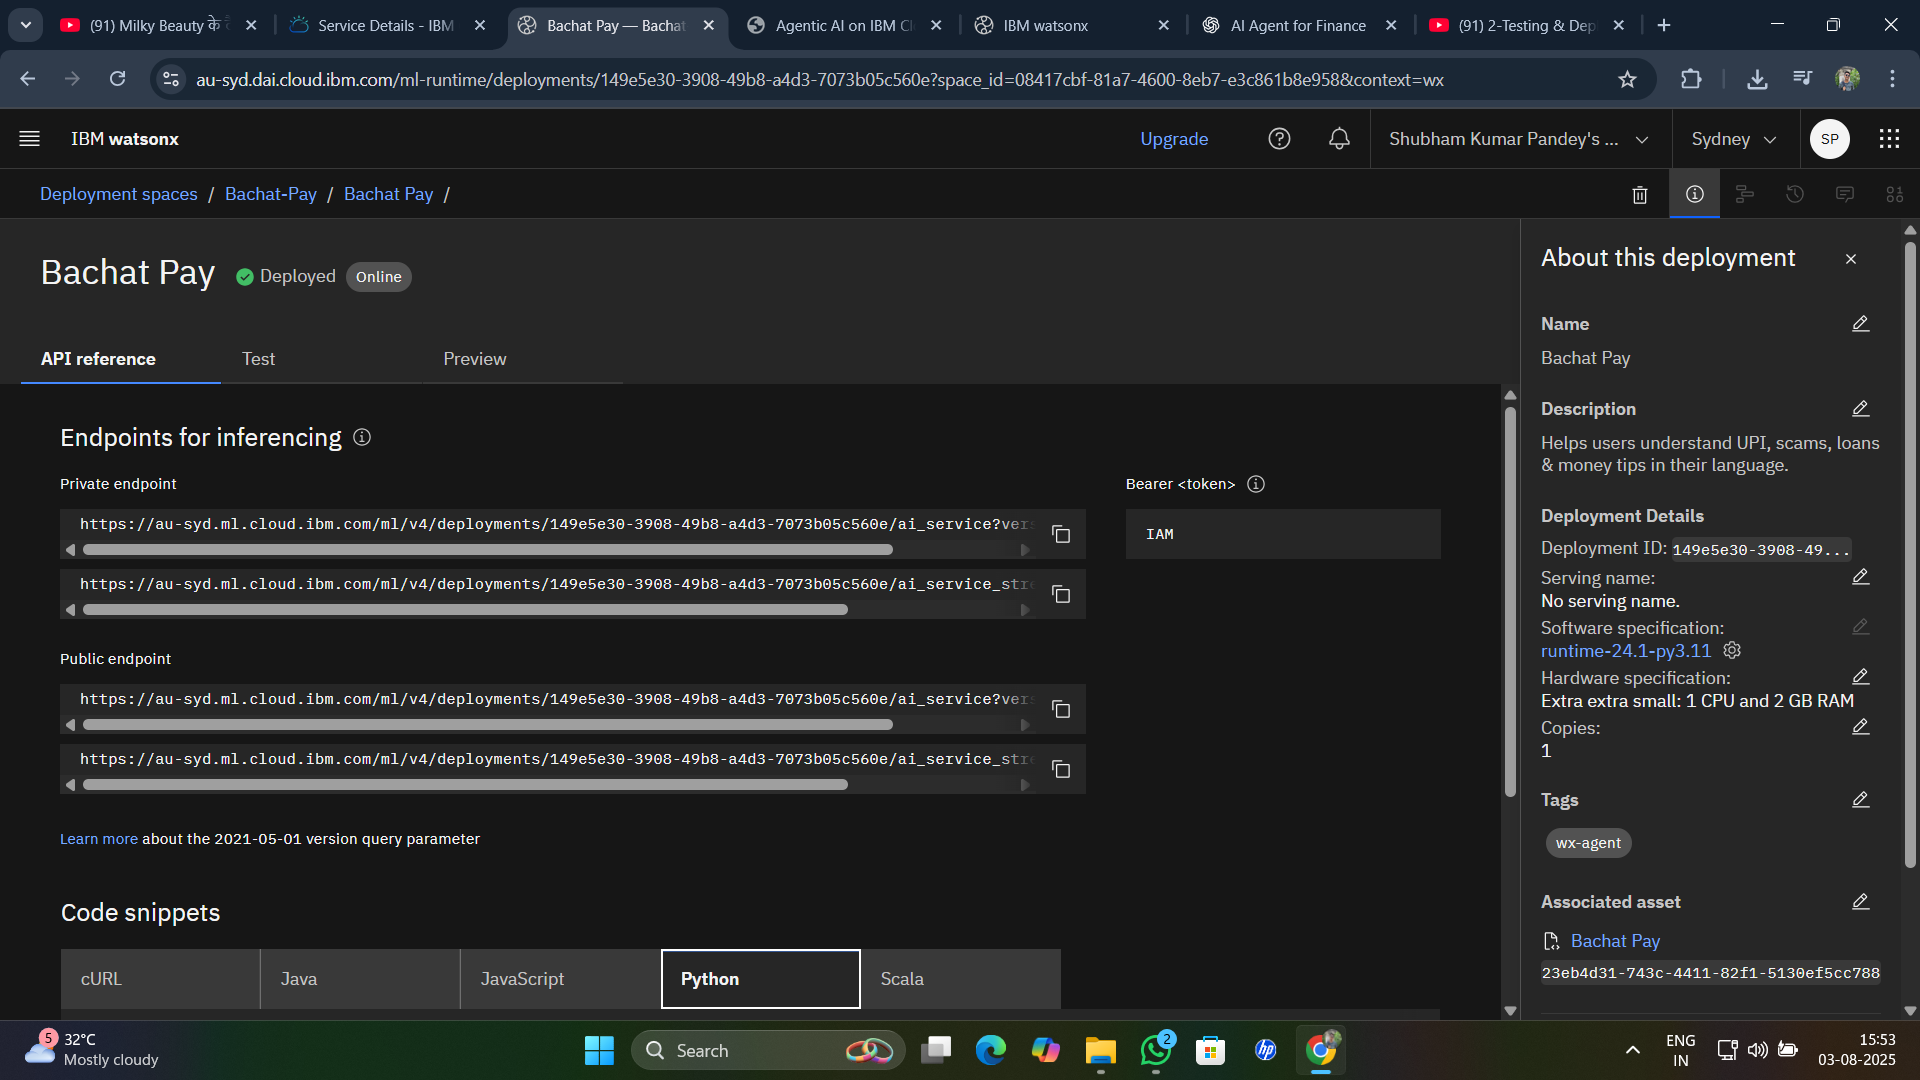 (91) Milky Beauty के
Service Details - IBM
Bachat Pay — Bachat
Agentic AI on IBM Cl
IBM watsonx
AI Agent for Finance
(91) 2-Testing & Dep
au-syd.dai.cloud.ibm.com/ml-runtime/deployments/149e5e30-3908-49b8-a4d3-7073b05c560e?space_id=08417cbf-81a7-4600-8eb7-e3c861b8e958&context=wx
IBM watsonx
Upgrade
Shubham Kumar Pandey's ...
Sydney
SP
Deployment spaces / Bachat-Pay / Bachat Pay /
Bachat Pay
Deployed
Online
API reference
Test
Preview
Endpoints for inferencing
Private endpoint
https://au-syd.ml.cloud.ibm.com/ml/v4/deployments/149e5e30-3908-49b8-a4d3-7073b05c560e/ai_service?vers
https://au-syd.ml.cloud.ibm.com/ml/v4/deployments/149e5e30-3908-49b8-a4d3-7073b05c560e/ai_service_stre
Bearer <token>
IAM
Public endpoint
https://au-syd.ml.cloud.ibm.com/ml/v4/deployments/149e5e30-3908-49b8-a4d3-7073b05c560e/ai_service?vers
https://au-syd.ml.cloud.ibm.com/ml/v4/deployments/149e5e30-3908-49b8-a4d3-7073b05c560e/ai_service_stre
Learn more about the 2021-05-01 version query parameter
Code snippets
cURL
Java
JavaScript
Python
Scala
About this deployment
Name
Bachat Pay
Description
Helps users understand UPI, scams, loans
& money tips in their language.
Deployment Details
Deployment ID: 149e5e30-3908-49...
Serving name:
No serving name.
Software specification:
runtime-24.1-py3.11
Hardware specification:
Extra extra small: 1 CPU and 2 GB RAM
Copies:
1
Tags
wx-agent
Associated asset
Bachat Pay
23eb4d31-743c-4411-82f1-5130ef5cc788
5
32°C
Mostly cloudy
Search
2
hp
ENG
IN
15:53
03-08-2025